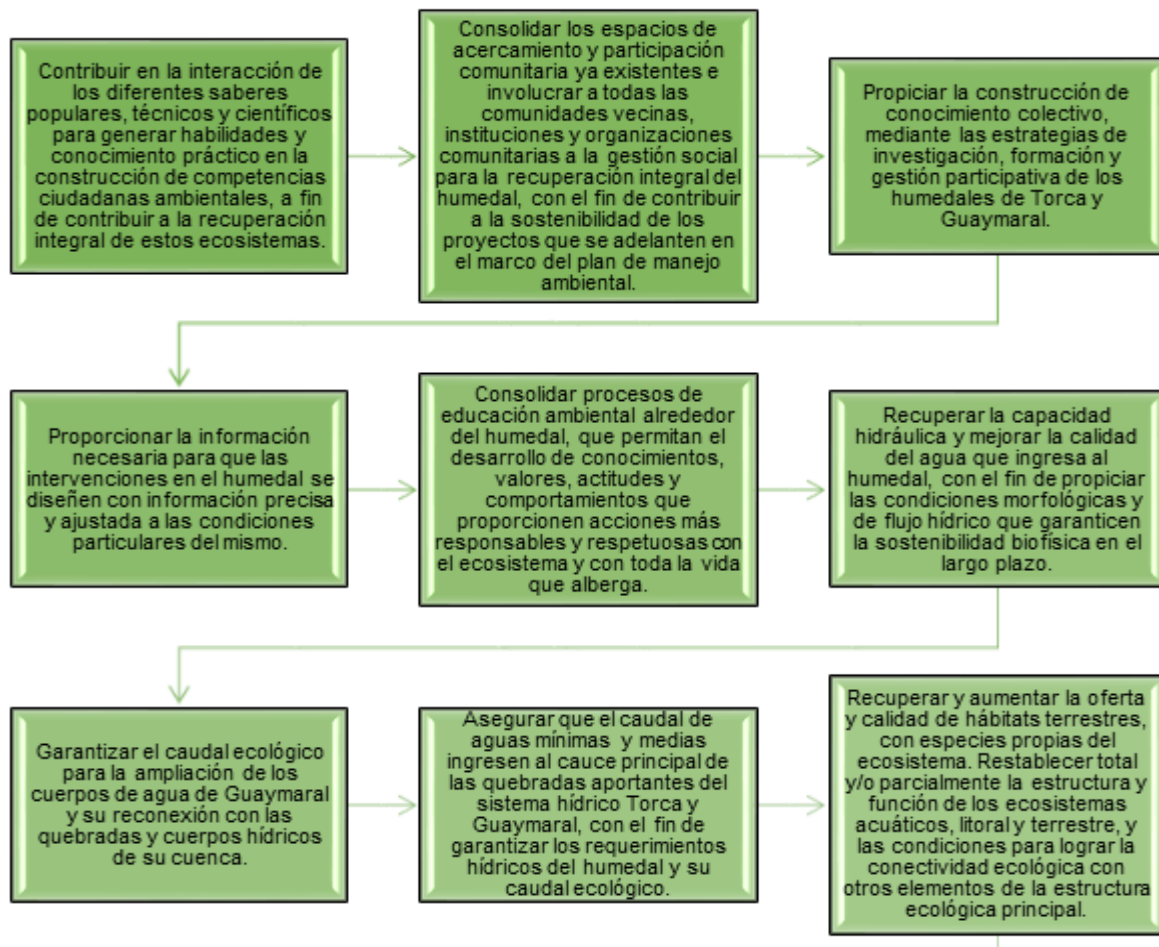 Contribuir en la interacción de
los diferentes saberes
populares, técnicos y científicos
para generar habilidades y
conocimiento práctico en la
construcción de competencias
ciudadanas ambientales, a fin
de contribuir a la recuperación
integral de estos ecosistemas.
Consolidar los espacios de
acercamiento y participación
comunitaria ya existentes e
involucrar a todas las
comunidades vecinas,
instituciones y organizaciones
comunitarias a la gestión social
para la recuperación integral del
humedal, con el fin de contribuir
a la sostenibilidad de los
proyectos que se adelanten en
el marco del plan de manejo
ambiental.
Propiciar la construcción de
conocimiento colectivo,
mediante las estrategias de
investigación, formación y
gestión participativa de los
humedales de Torca y
Guaymaral.
Proporcionar la información
necesaria para que las
intervenciones en el humedal se
diseñen con información precisa
y ajustada a las condiciones
particulares del mismo.
Consolidar procesos de
educación ambiental alrededor
del humedal, que permitan el
desarrollo de conocimientos,
valores, actitudes y
comportamientos que
proporcionen acciones más
responsables y respetuosas con
el ecosistema y con toda la vida
que alberga.
Recuperar la capacidad
hidráulica y mejorar la calidad
del agua que ingresa al
humedal, con el fin de propiciar
las condiciones morfológicas y
de flujo hídrico que garanticen
la sostenibilidad biofísica en el
largo plazo.
Garantizar el caudal ecológico
para la ampliación de los
cuerpos de agua de Guaymaral
y su reconexión con las
quebradas y cuerpos hídricos
de su cuenca.
Asegurar que el caudal de
aguas mínimas y medias
ingresen al cauce principal de
las quebradas aportantes del
sistema hídrico Torca y
Guaymaral, con el fin de
garantizar los requerimientos
hídricos del humedal y su
caudal ecológico.
Recuperar y aumentar la oferta
y calidad de hábitats terrestres,
con especies propias del
ecosistema. Restablecer total
y/o parcialmente la estructura y
función de los ecosistemas
acuáticos, litoral y terrestre, y
las condiciones para lograr la
conectividad ecológica con
otros elementos de la estructura
ecológica principal.